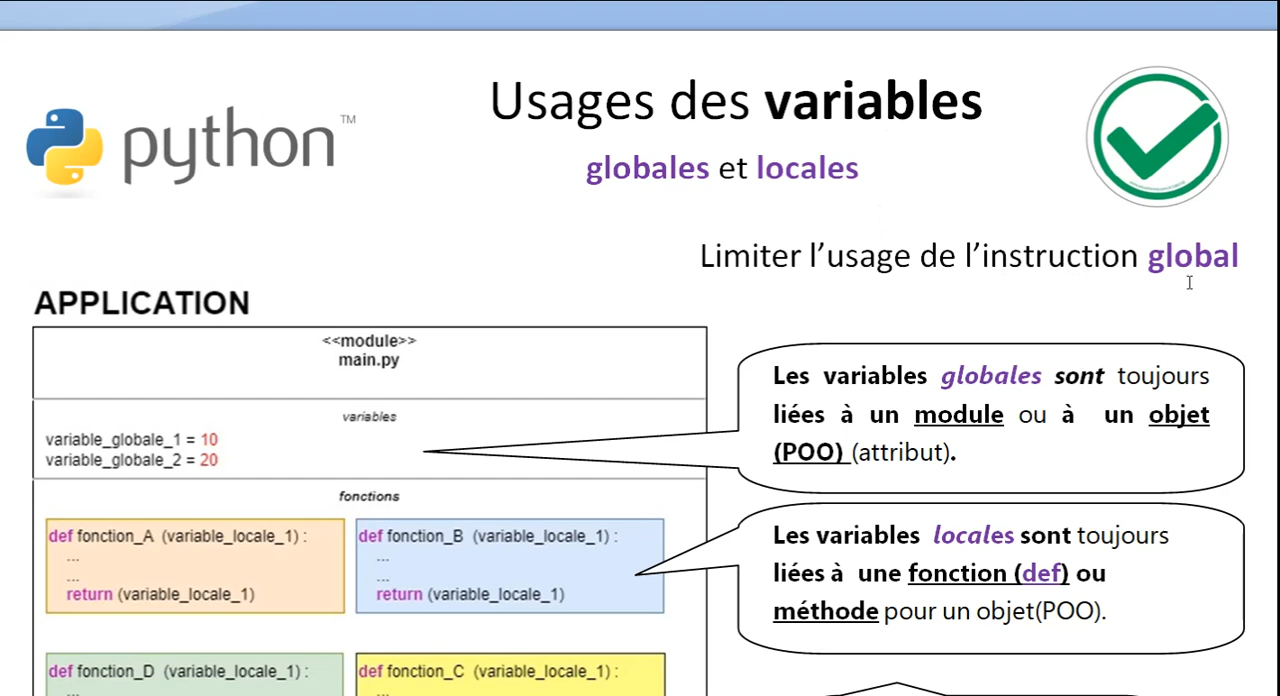 Usages des variables
python™
globales et locales
Limiter l’usage de l’instruction global
APPLICATION
<<module>>
main.py
variables
variable_globale_1 = 10
variable_globale_2 = 20
fonctions
def fonction_A (variable_locale_1) :
...
...
return (variable_locale_1)
def fonction_B (variable_locale_1) :
...
...
return (variable_locale_1)
def fonction_D (variable_locale_1) :
...
def fonction_C (variable_locale_1) :
...
Les variables globales sont toujours
liées à un module ou à un objet
(POO) (attribut).
Les variables locales sont toujours
liées à une fonction (def) ou
méthode pour un objet(POO).